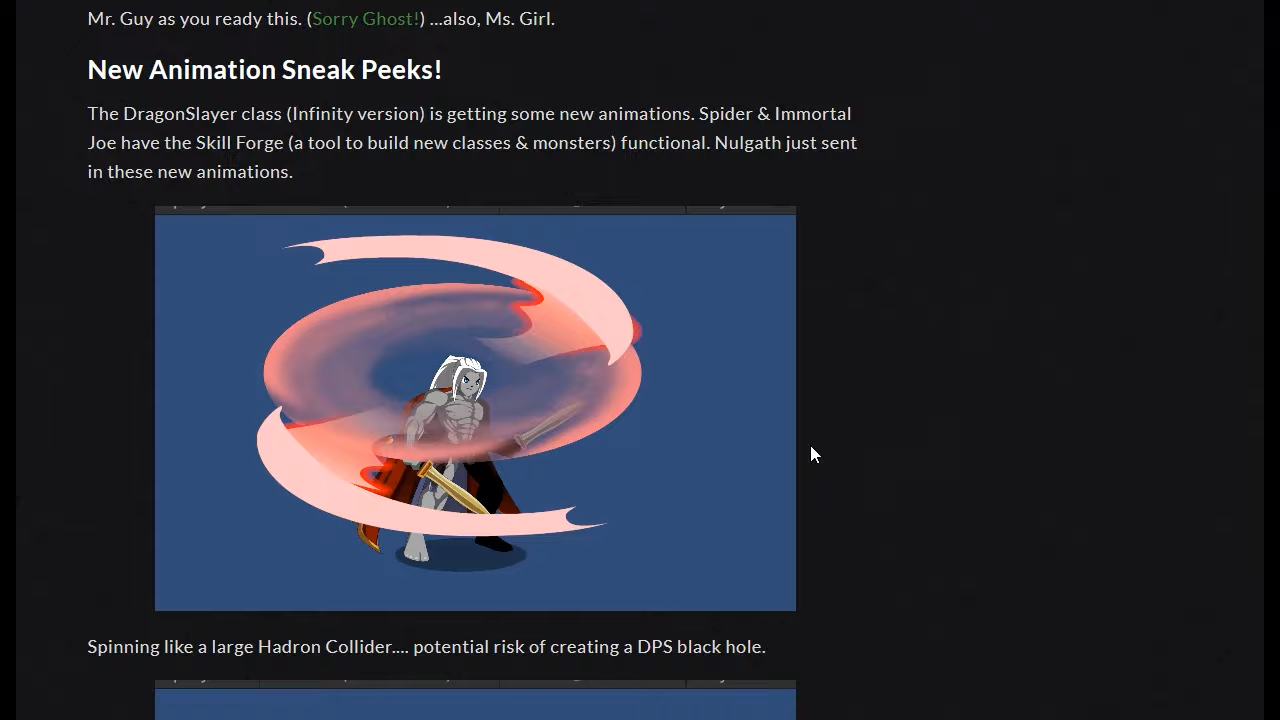 Mr. Guy as you ready this. (Sorry Ghost!) ...also, Ms. Girl.
New Animation Sneak Peeks!
The DragonSlayer class (Infinity version) is getting some new animations. Spider & Immortal
Joe have the Skill Forge (a tool to build new classes & monsters) functional. Nulgath just sent
in these new animations.
Spinning like a large Hadron Collider.... potential risk of creating a DPS black hole.